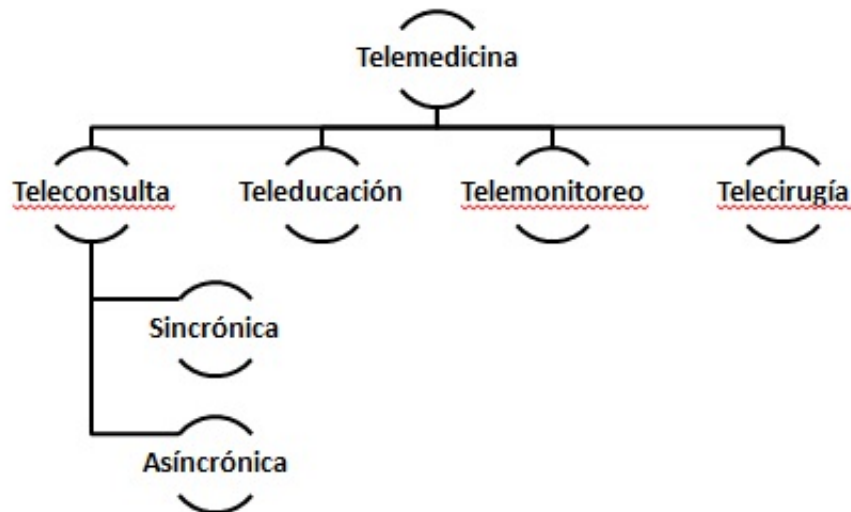 Telemedicina
Teleconsulta Teleducación Telemonitoreo Telecirugía
Sincrónica
Asíncrónica